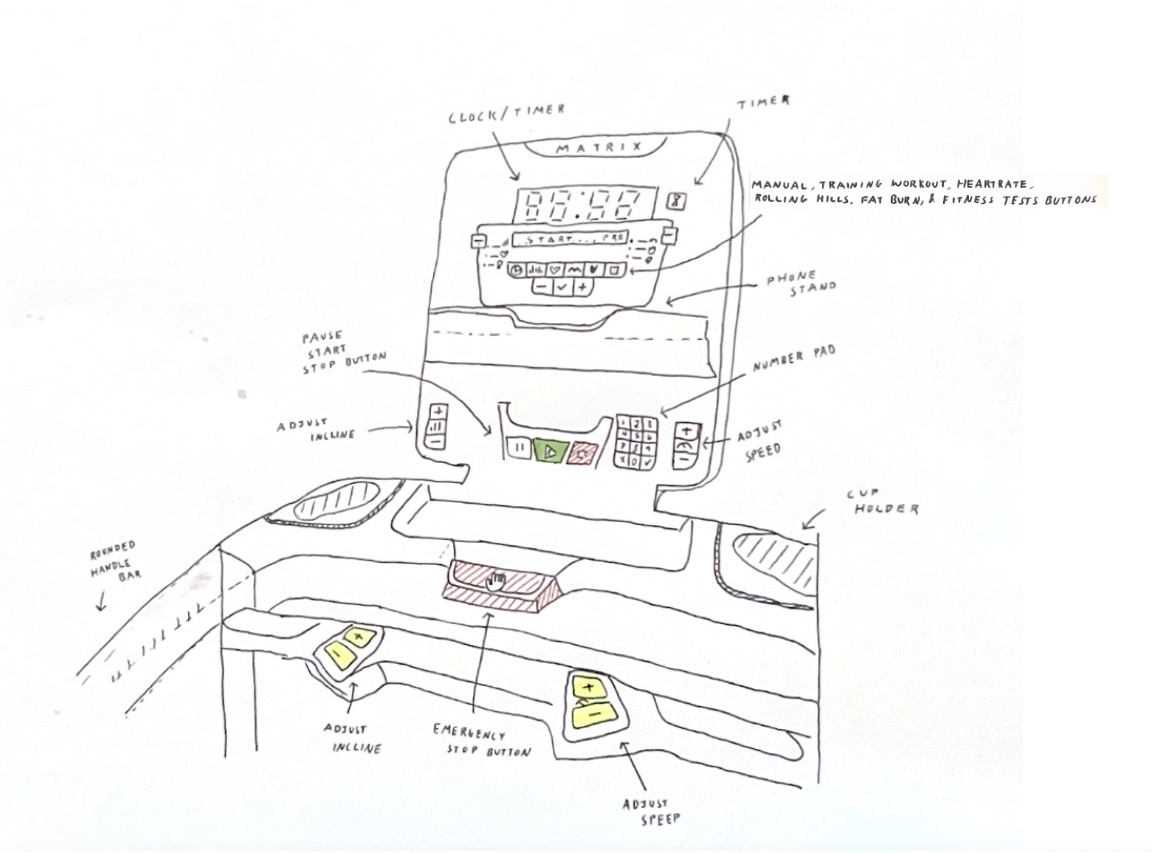 CLOCK/TIMER
TIMER
MATRIX
MANUAL, TRAINING WORKOUT, HEARTRATE,
ROLLING HILLS, FAT BURN, & FITNESS TESTS BUTTONS
88:88
8
START... PRE
PHONE
STAND
PAUSE
START
STOP BUTTON
NUMBER PAD
ADJUST
INCLINE
1 2 3
4 5 6
7 8 9
0
ADJUST
SPEED
CUP
HOLDER
ROUNDED
HANDLE
BAR
ADJUST
INCLINE
EMERGENCY
STOP BUTTON
ADJUST
SPEEP